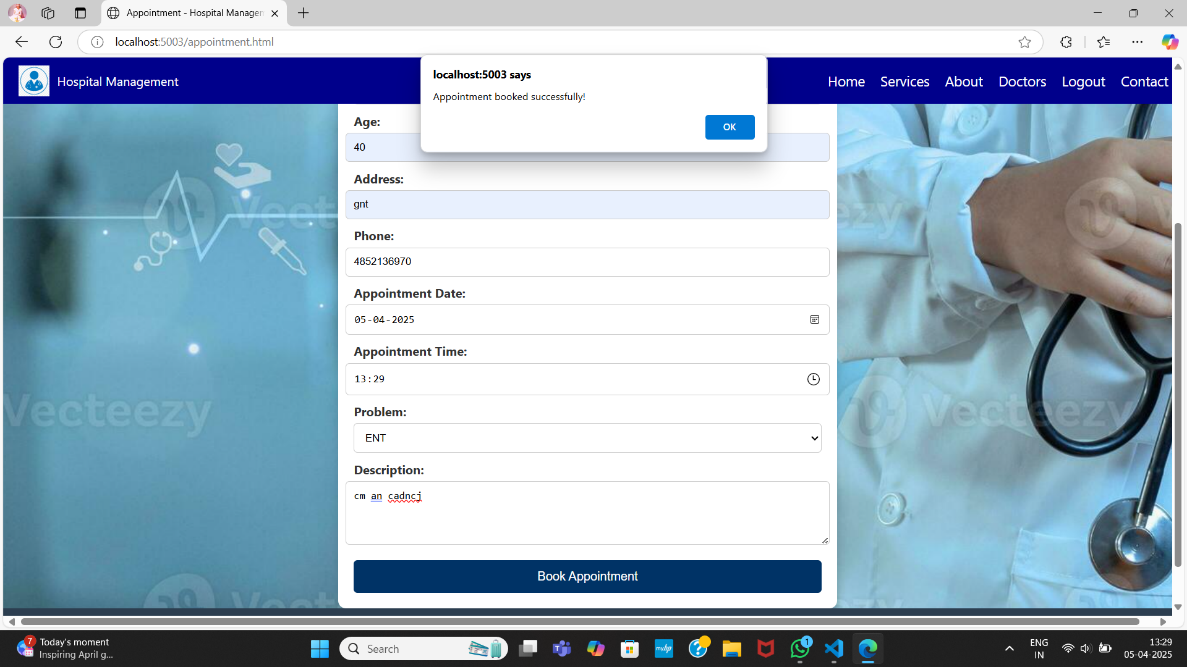 Appointment - Hospital Managem
localhost:5003/appointment.html
localhost:5003 says
Appointment booked successfully!
OK
Hospital Management
Home Services About Doctors Logout Contact
Age:
40
Address:
gnt
Phone:
4852136970
Appointment Date:
05-04-2025
Appointment Time:
13:29
Problem:
ENT
Description:
cm an cadncj
Book Appointment
Vecteezy
Vecteezy
7
Today's moment
Inspiring April g...
Search
1
ENG
IN
13:29
05-04-2025